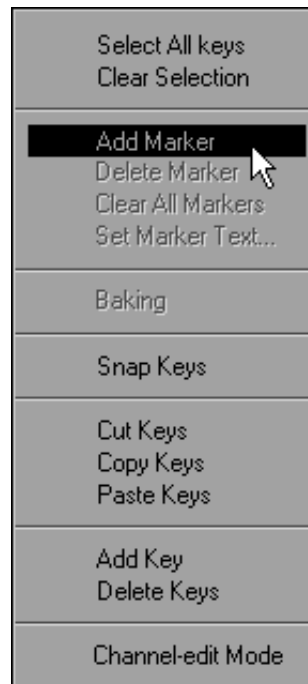 Select All keys
Clear Selection
Add Marker
Delete Marker
Clear All Markers
Set Marker Text...
Baking
Snap Keys
Cut Keys
Copy Keys
Paste Keys
Add Key
Delete Keys
Channel-edit Mode